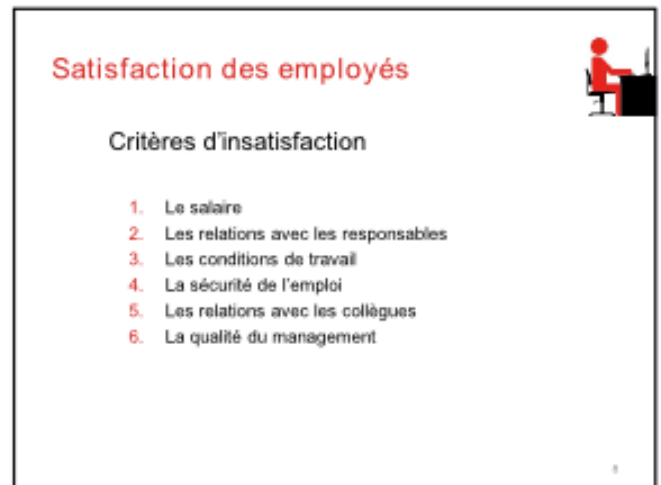 Satisfaction des employés
Critères d'insatisfaction
1. Le salaire
2. Les relations avec les responsables
3. Les conditions de travail
4. La sécurité de l'emploi
5. Les relations avec les collègues
6. La qualité du management